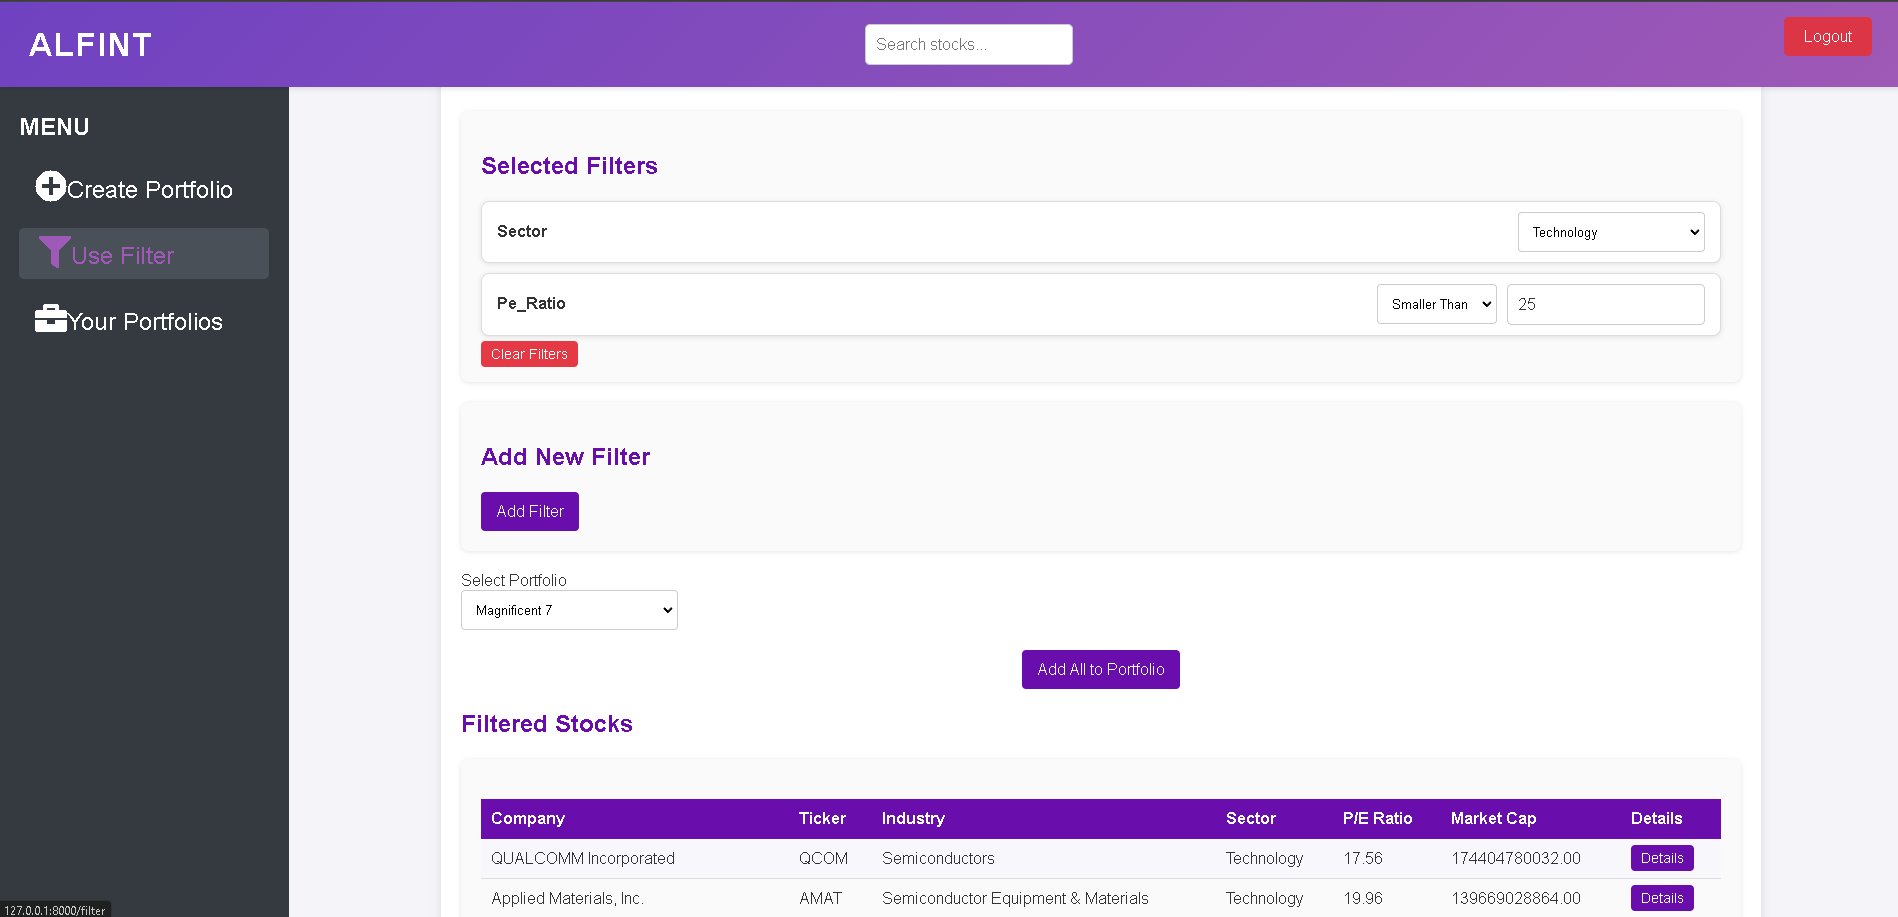 ALFINT
Search stocks...
Logout
MENU
Create Portfolio
Use Filter
Your Portfolios
Selected Filters
Sector
Technology
Pe_Ratio
Smaller Than
25
Clear Filters
Add New Filter
Add Filter
Select Portfolio
Magnificent 7
Add All to Portfolio
Filtered Stocks
Company Ticker Industry Sector P/E Ratio Market Cap Details
QUALCOMM Incorporated QCOM Semiconductors Technology 17.56 174404780032.00 Details
Applied Materials, Inc. AMAT Semiconductor Equipment & Materials Technology 19.96 139669028864.00 Details
127.0.0.1:8000/filter